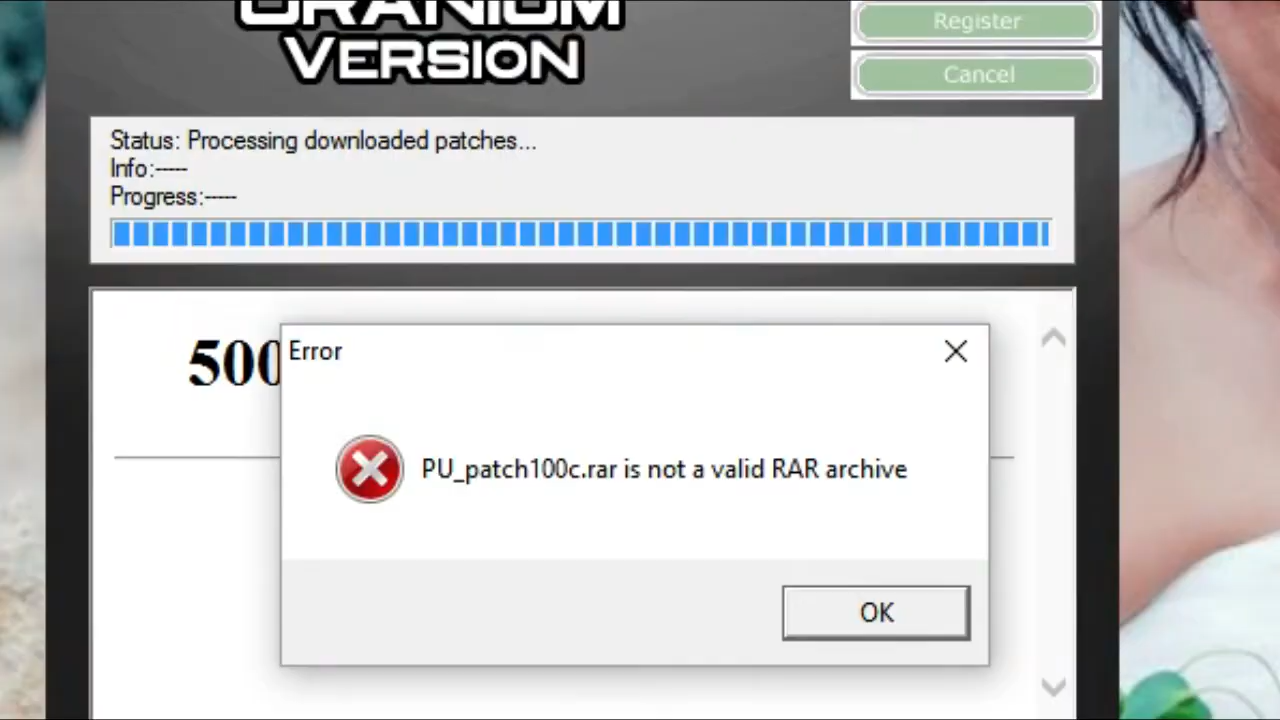 URANIUM
VERSION
Register
Cancel
Status: Processing downloaded patches...
Info:-----
Progress:-----
500
Error
PU_patch100c.rar is not a valid RAR archive
OK